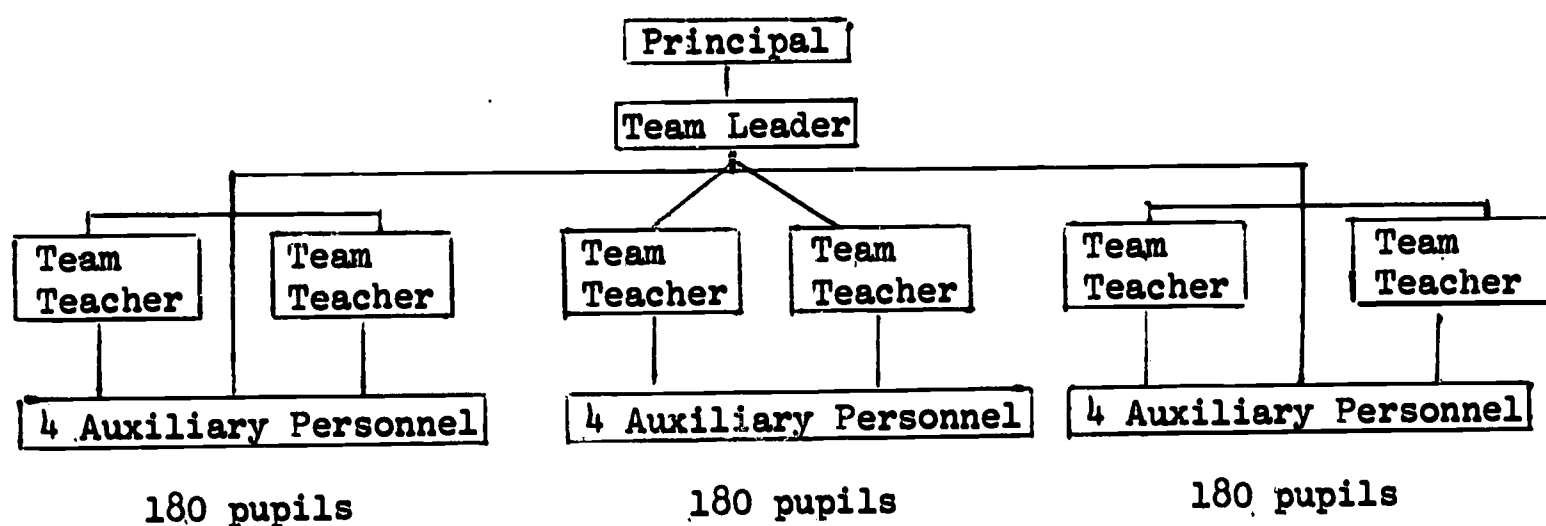 Principal
Team Leader
Team
Teacher
Team
Teacher
Team
Teacher
Team
Teacher
Team
Teacher
Team
Teacher
4 Auxiliary Personnel
4 Auxiliary Personnel
4 Auxiliary Personnel
180 pupils
180 pupils
180 pupils